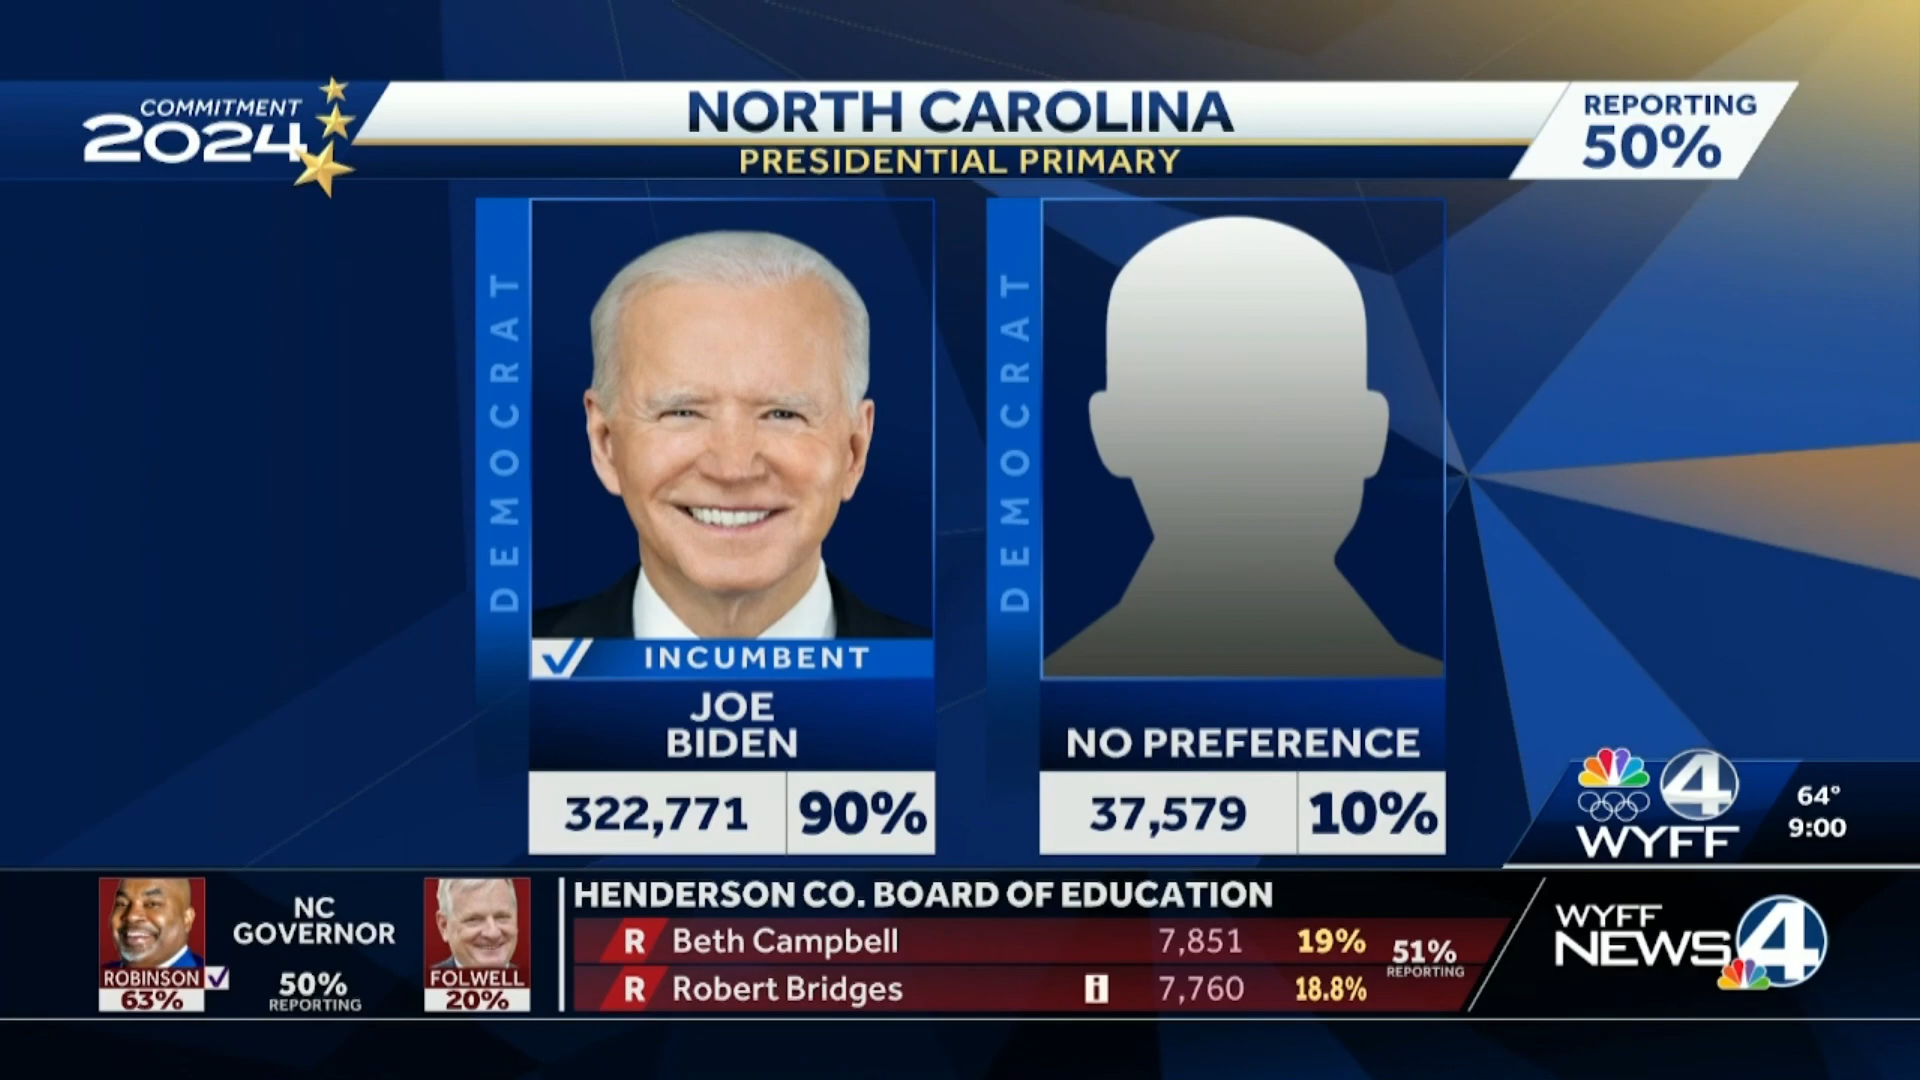 COMMITMENT
2024
NORTH CAROLINA
PRESIDENTIAL PRIMARY
REPORTING
50%
DEMOCRAT
INCUMBENT
JOE
BIDEN
322,771 90%
DEMOCRAT
NO PREFERENCE
37,579 10%
4
WYFF
64°
9:00
ROBINSON
63%
NC
GOVERNOR
50%
REPORTING
FOLWELL
20%
HENDERSON CO. BOARD OF EDUCATION
R Beth Campbell 7,851 19%
R Robert Bridges i 7,760 18.8%
51%
REPORTING
WYFF
NEWS 4